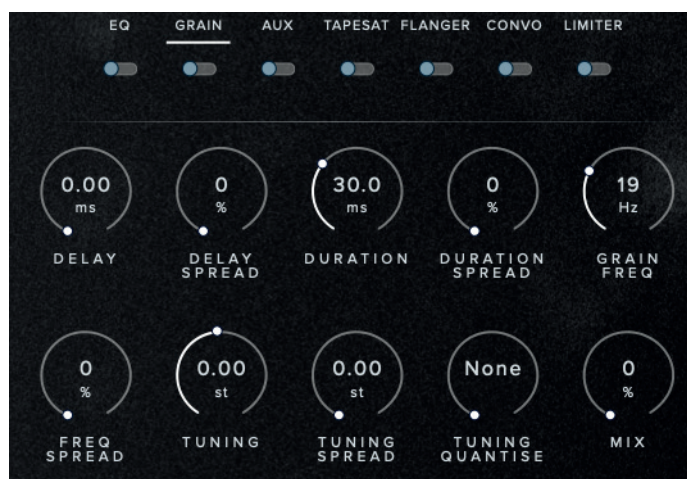 EQ GRAIN AUX TAPESAT FLANGER CONVO LIMITER
0.00 0 30.0 0 19
ms % ms % Hz
DELAY DELAY DURATION DURATION GRAIN
SPREAD SPREAD FREQ
0 0.00 0.00 None 0
% st st %
FREQ TUNING TUNING TUNING MIX
SPREAD SPREAD QUANTISE